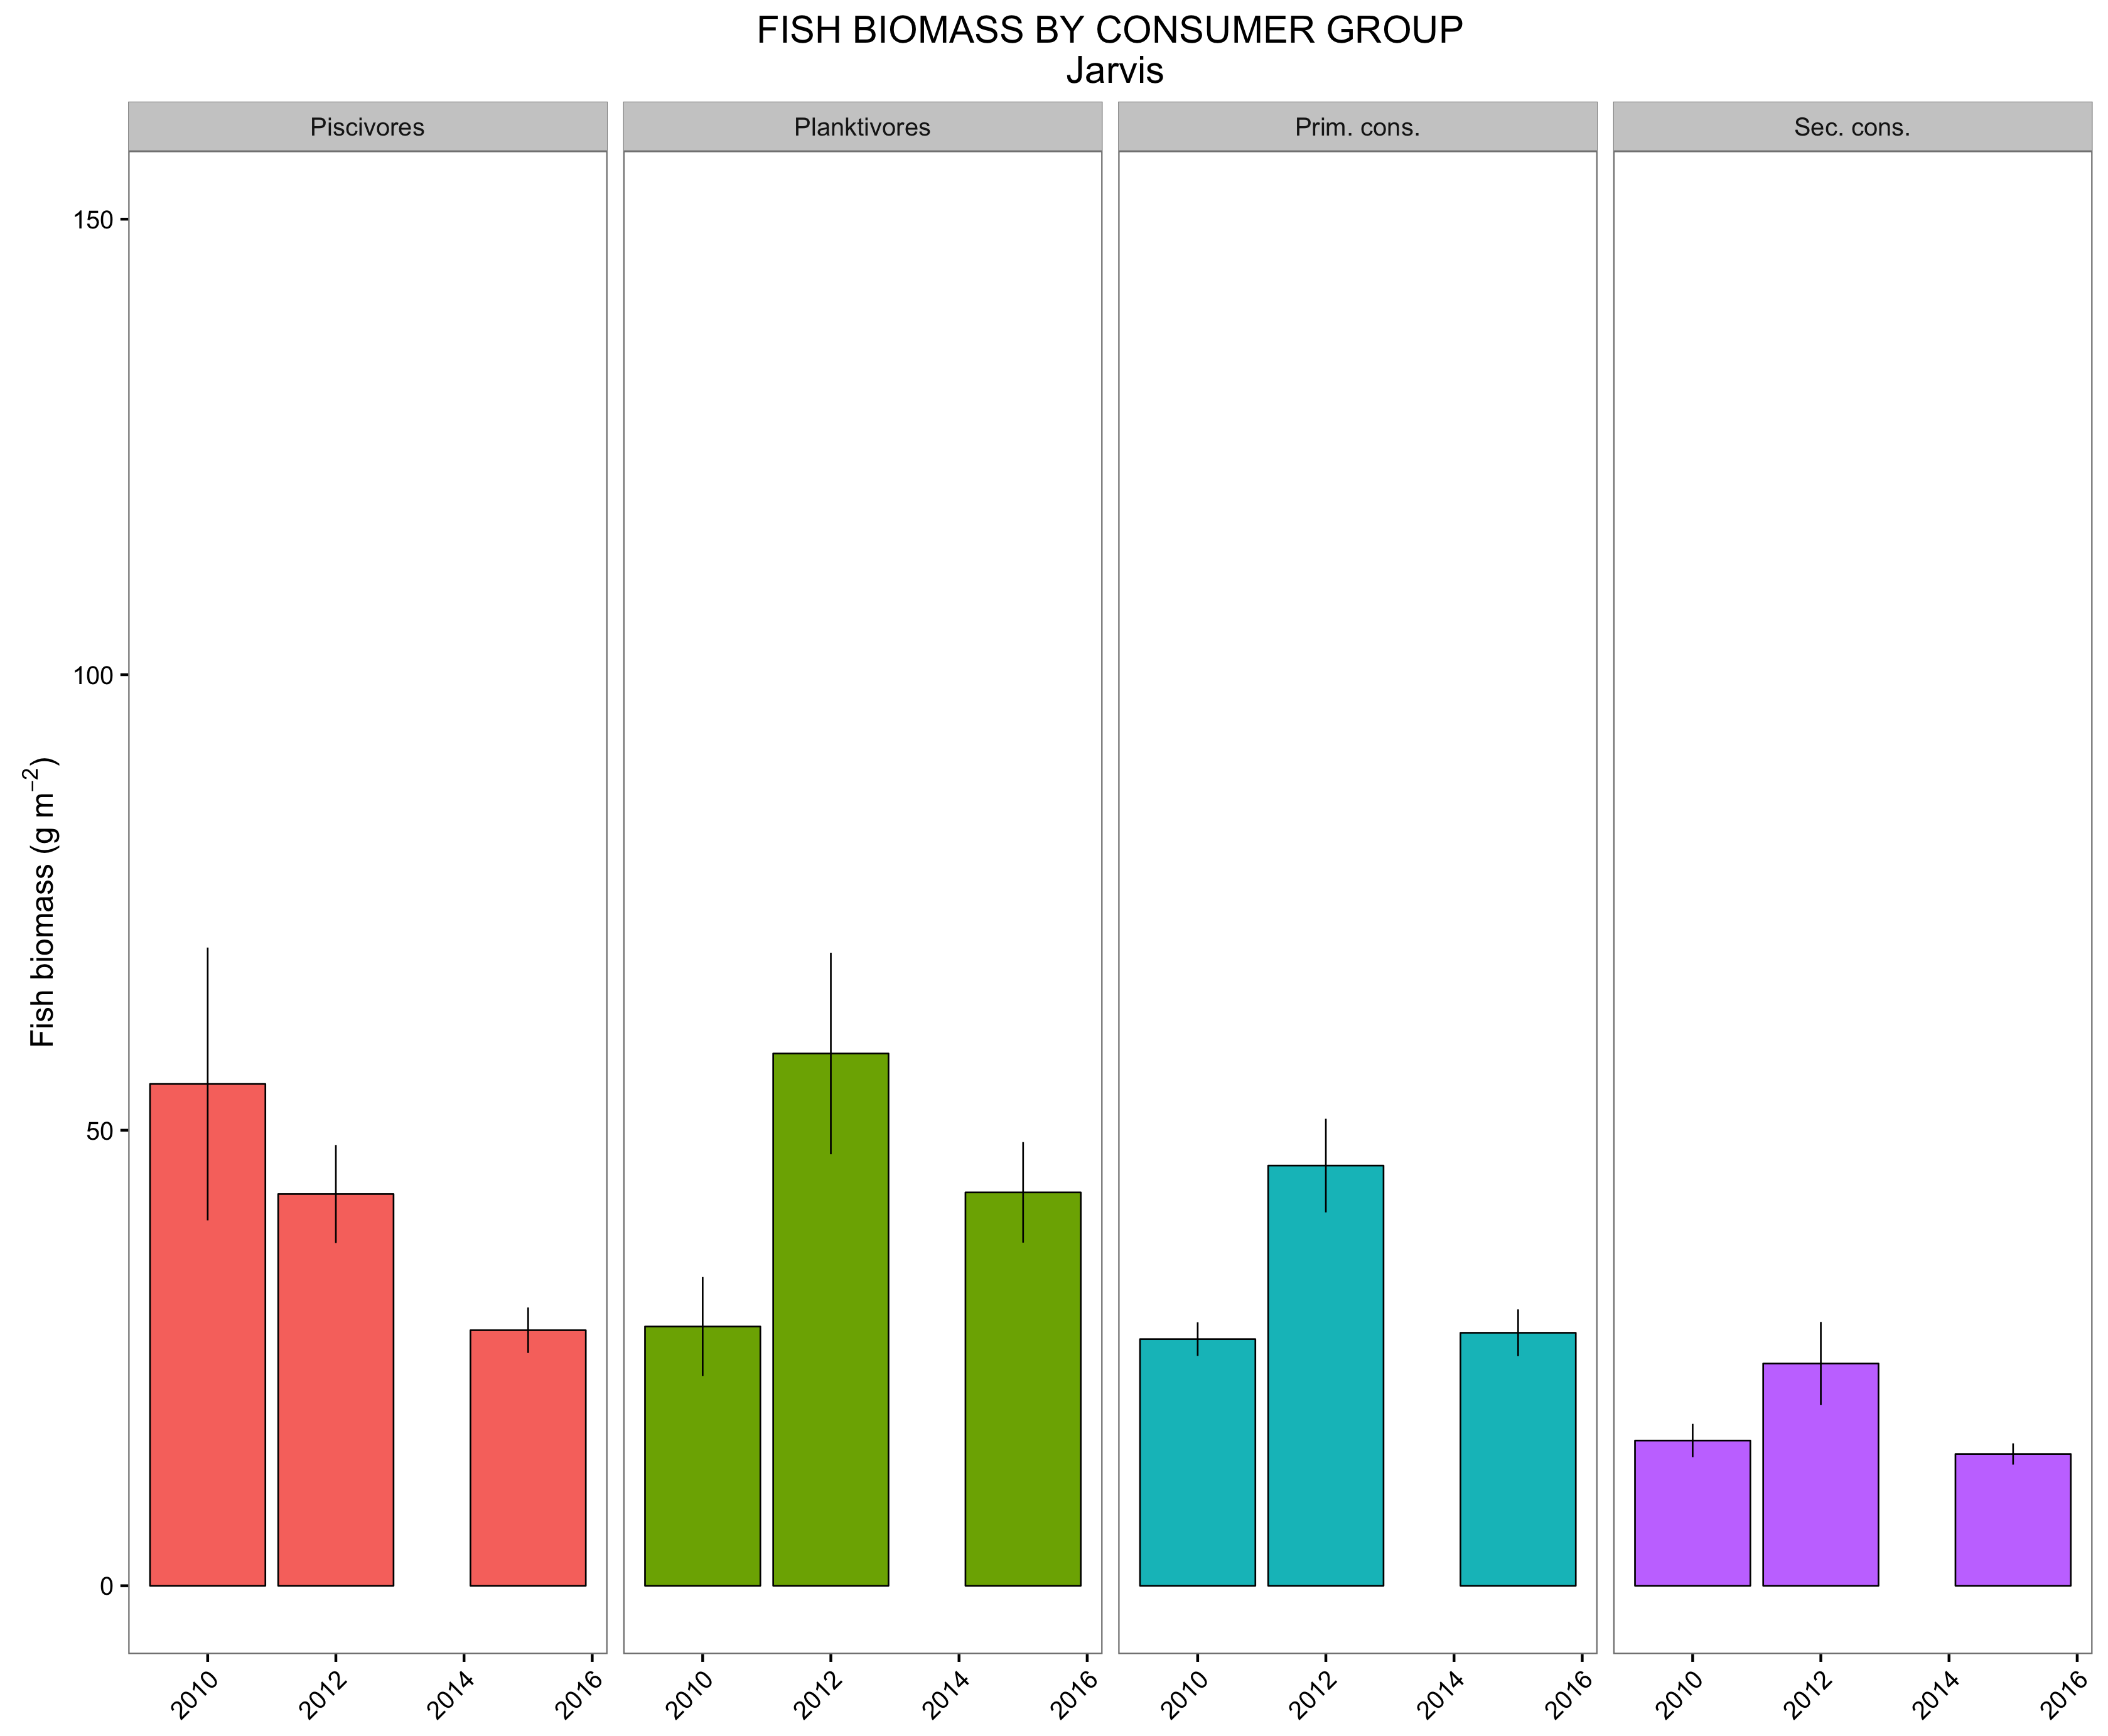 FISH BIOMASS BY CONSUMER GROUP
Jarvis
Piscivores
Planktivores
Prim. cons.
Sec. cons.
Fish biomass (g m−2)
150
100
50
0
2010
2012
2014
2016
2010
2012
2014
2016
2010
2012
2014
2016
2010
2012
2014
2016